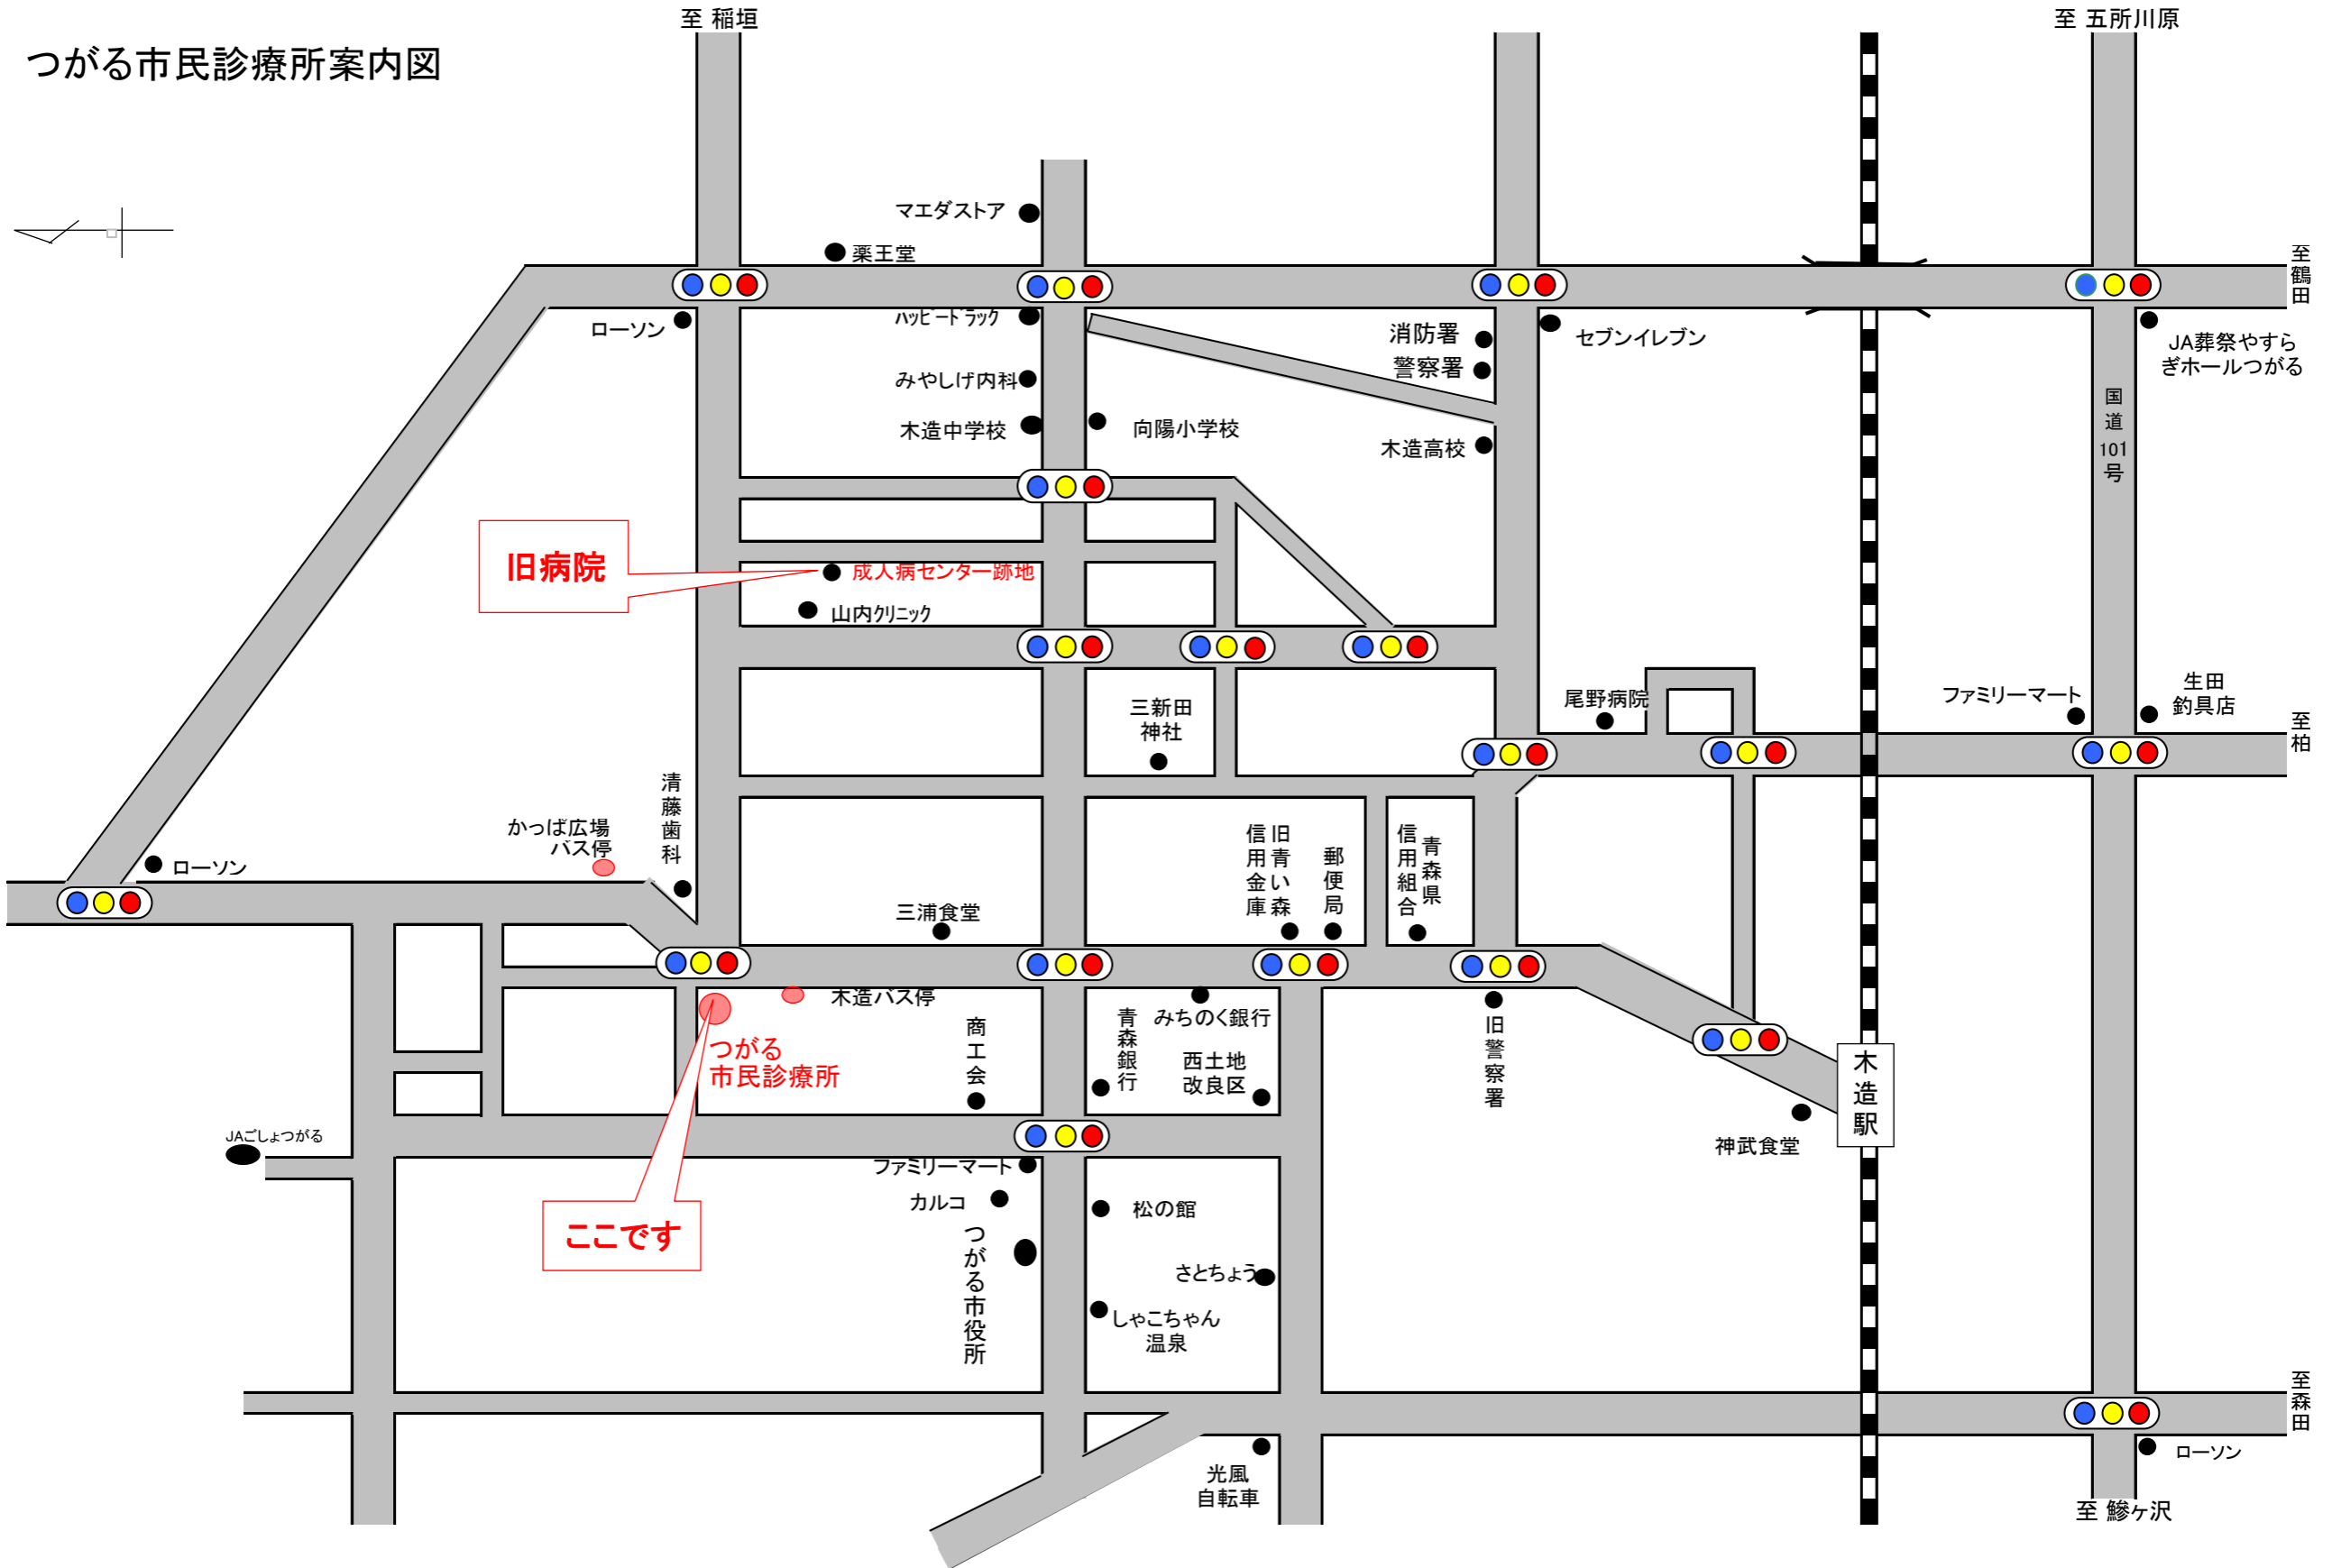 至 稲垣
至 五所川原
つがる市民診療所案内図
マエダストア
薬王堂
至鶴田
ローソン
ハッピードラック
消防署
警察署
セブンイレブン
JA葬祭やすら
ぎホールつがる
みやしげ内科
木造中学校
向陽小学校
木造高校
国道101号
旧病院
成人病センター跡地
山内クリニック
三新田
神社
尾野病院
ファミリーマート
生田
釣具店
至柏
清藤歯科
かっぱ広場
バス停
ローソン
三浦食堂
旧青い森
信用金庫
郵便局
青森県
信用組合
木造バス停
つがる
市民診療所
商工会
青森銀行
みちのく銀行
西土地
改良区
旧警察署
木造駅
神武食堂
JAごしょつがる
ファミリーマート
カルコ
松の館
ここです
つがる市役所
さとちょう
しゃこちゃん
温泉
至森田
光風
自転車
ローソン
至 鰺ヶ沢